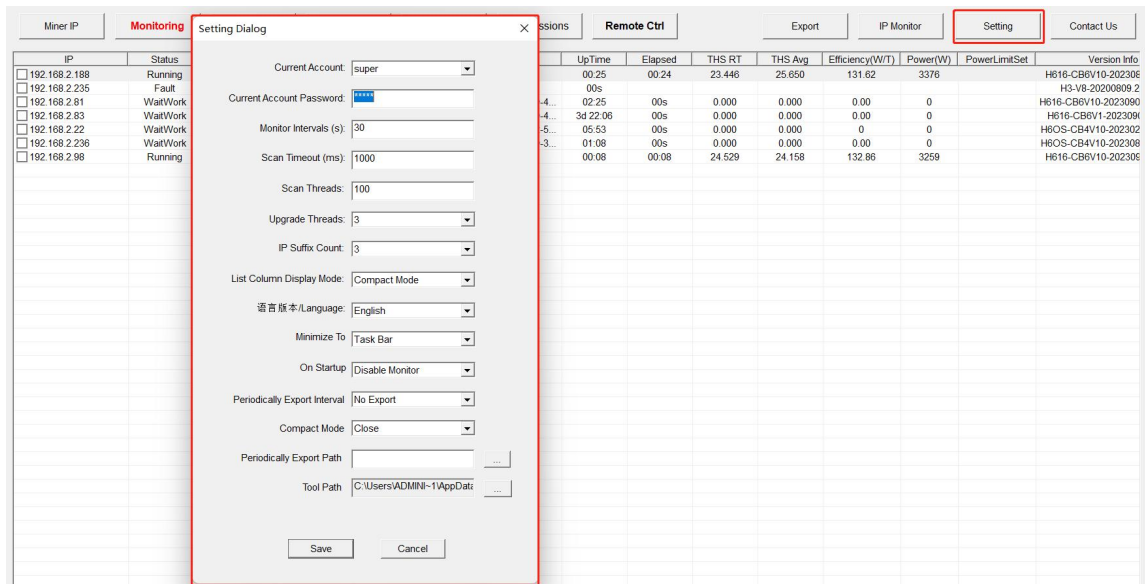 Miner IP Monitoring ssions Remote Ctrl Export IP Monitor Setting Contact Us
Setting Dialog
IP Status UpTime Elapsed THS RT THS Avg Efficiency(W/T) Power(W) PowerLimitSet Version Info
192.168.2.188 Running 00:25 00:24 23.446 25.650 131.62 3376 H616-CB6V10-202308
192.168.2.235 Fault 00s H3-V8-20200809.2
192.168.2.81 WaitWork -4... 02:25 00s 0.000 0.000 0.00 0 H616-CB6V10-2023090
192.168.2.83 WaitWork -4... 3d 22:06 00s 0.000 0.000 0.00 0 H616-CB6V1-2023090
192.168.2.22 WaitWork -5... 05:53 00s 0.000 0.000 0 0 H6OS-CB4V10-202302
192.168.2.236 WaitWork -3... 01:08 00s 0.000 0.000 0.00 0 H6OS-CB4V10-202308
192.168.2.98 Running 00:08 00:08 24.529 24.158 132.86 3259 H616-CB6V10-202309
Current Account: super
Current Account Password: *****
Monitor Intervals (s): 30
Scan Timeout (ms): 1000
Scan Threads: 100
Upgrade Threads: 3
IP Suffix Count: 3
List Column Display Mode: Compact Mode
语言版本/Language: English
Minimize To Task Bar
On Startup Disable Monitor
Periodically Export Interval No Export
Compact Mode Close
Periodically Export Path ...
Tool Path C:\Users\ADMINI~1\AppData ...
Save Cancel